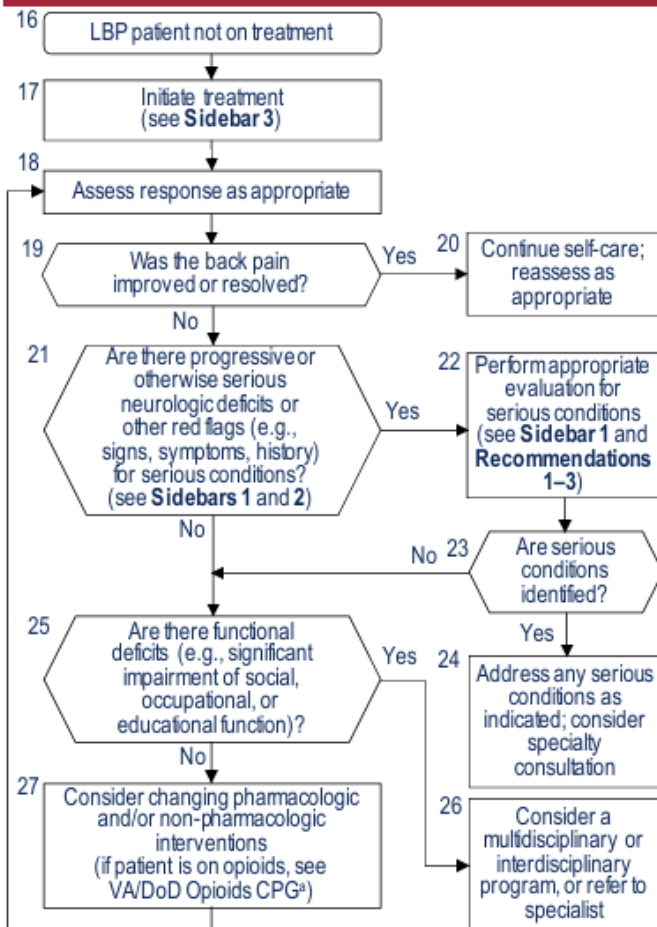 16
LBP patient not on treatment
17
Initiate treatment
(see Sidebar 3)
18
Assess response as appropriate
19
Was the back pain
improved or resolved?
Yes
20
Continue self-care;
reassess as
appropriate
No
21
Are there progressive or
otherwise serious
neurologic deficits or
other red flags (e.g.,
signs, symptoms, history)
for serious conditions?
(see Sidebars 1 and 2)
Yes
22
Perform appropriate
evaluation for
serious conditions
(see Sidebar 1 and
Recommendations
1–3)
No
No
23
Are serious
conditions
identified?
Yes
24
Address any serious
conditions as
indicated; consider
specialty
consultation
25
Are there functional
deficits (e.g., significant
impairment of social,
occupational, or
educational function)?
Yes
No
26
Consider a
multidisciplinary or
interdisciplinary
program, or refer to
specialist
27
Consider changing pharmacologic
and/or non-pharmacologic
interventions
(if patient is on opioids, see
VA/DoD Opioids CPGª)